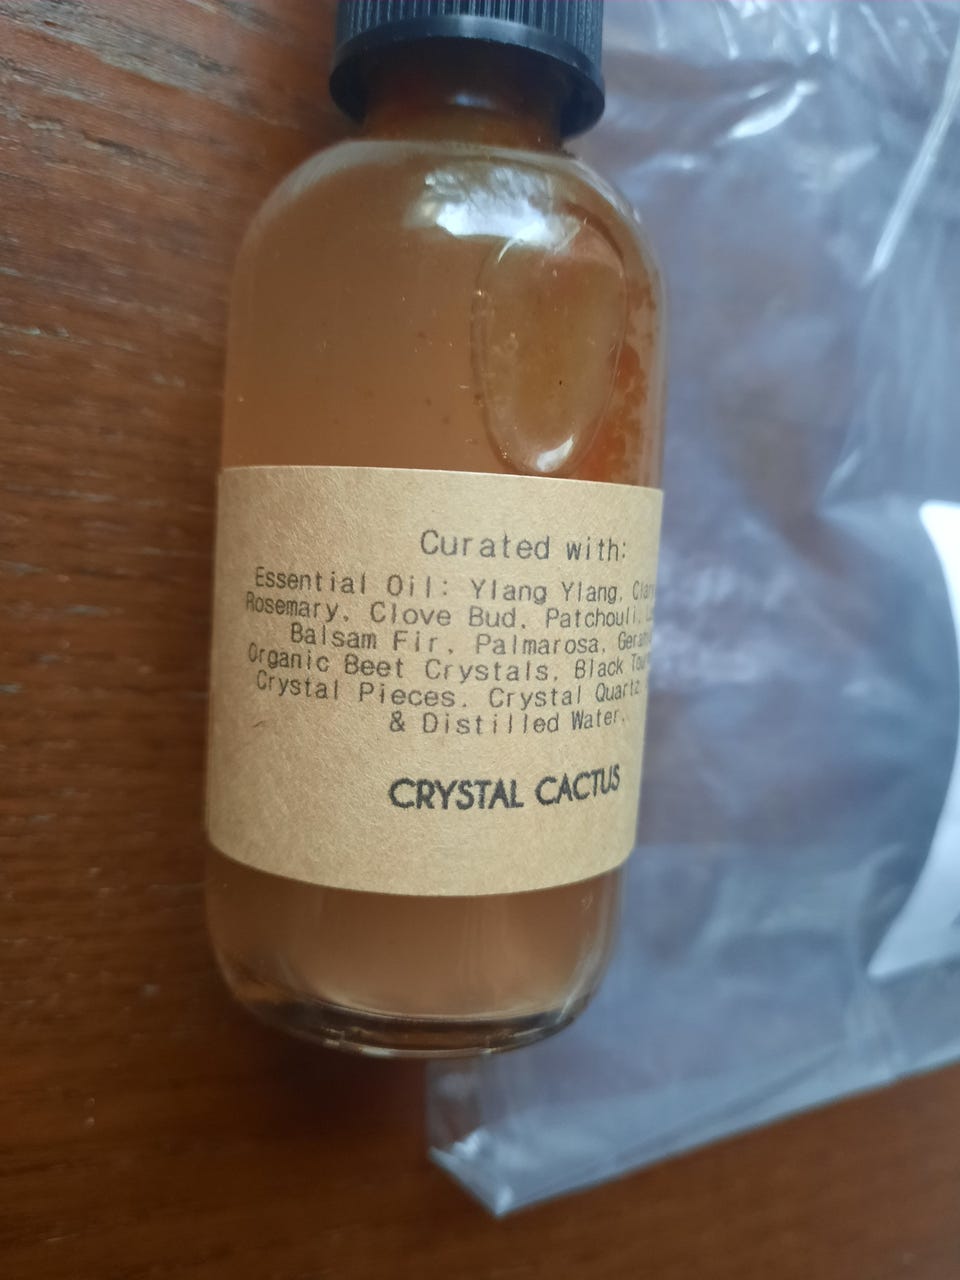 Curated with:
Essential Oil: Ylang Ylang,
Rosemary, Clove Bud, Patchouli,
Balsam Fir, Palmarosa,
Organic Beet Crystals, Black
Crystal Pieces, Crystal Quartz
& Distilled Water.
CRYSTAL CACTUS